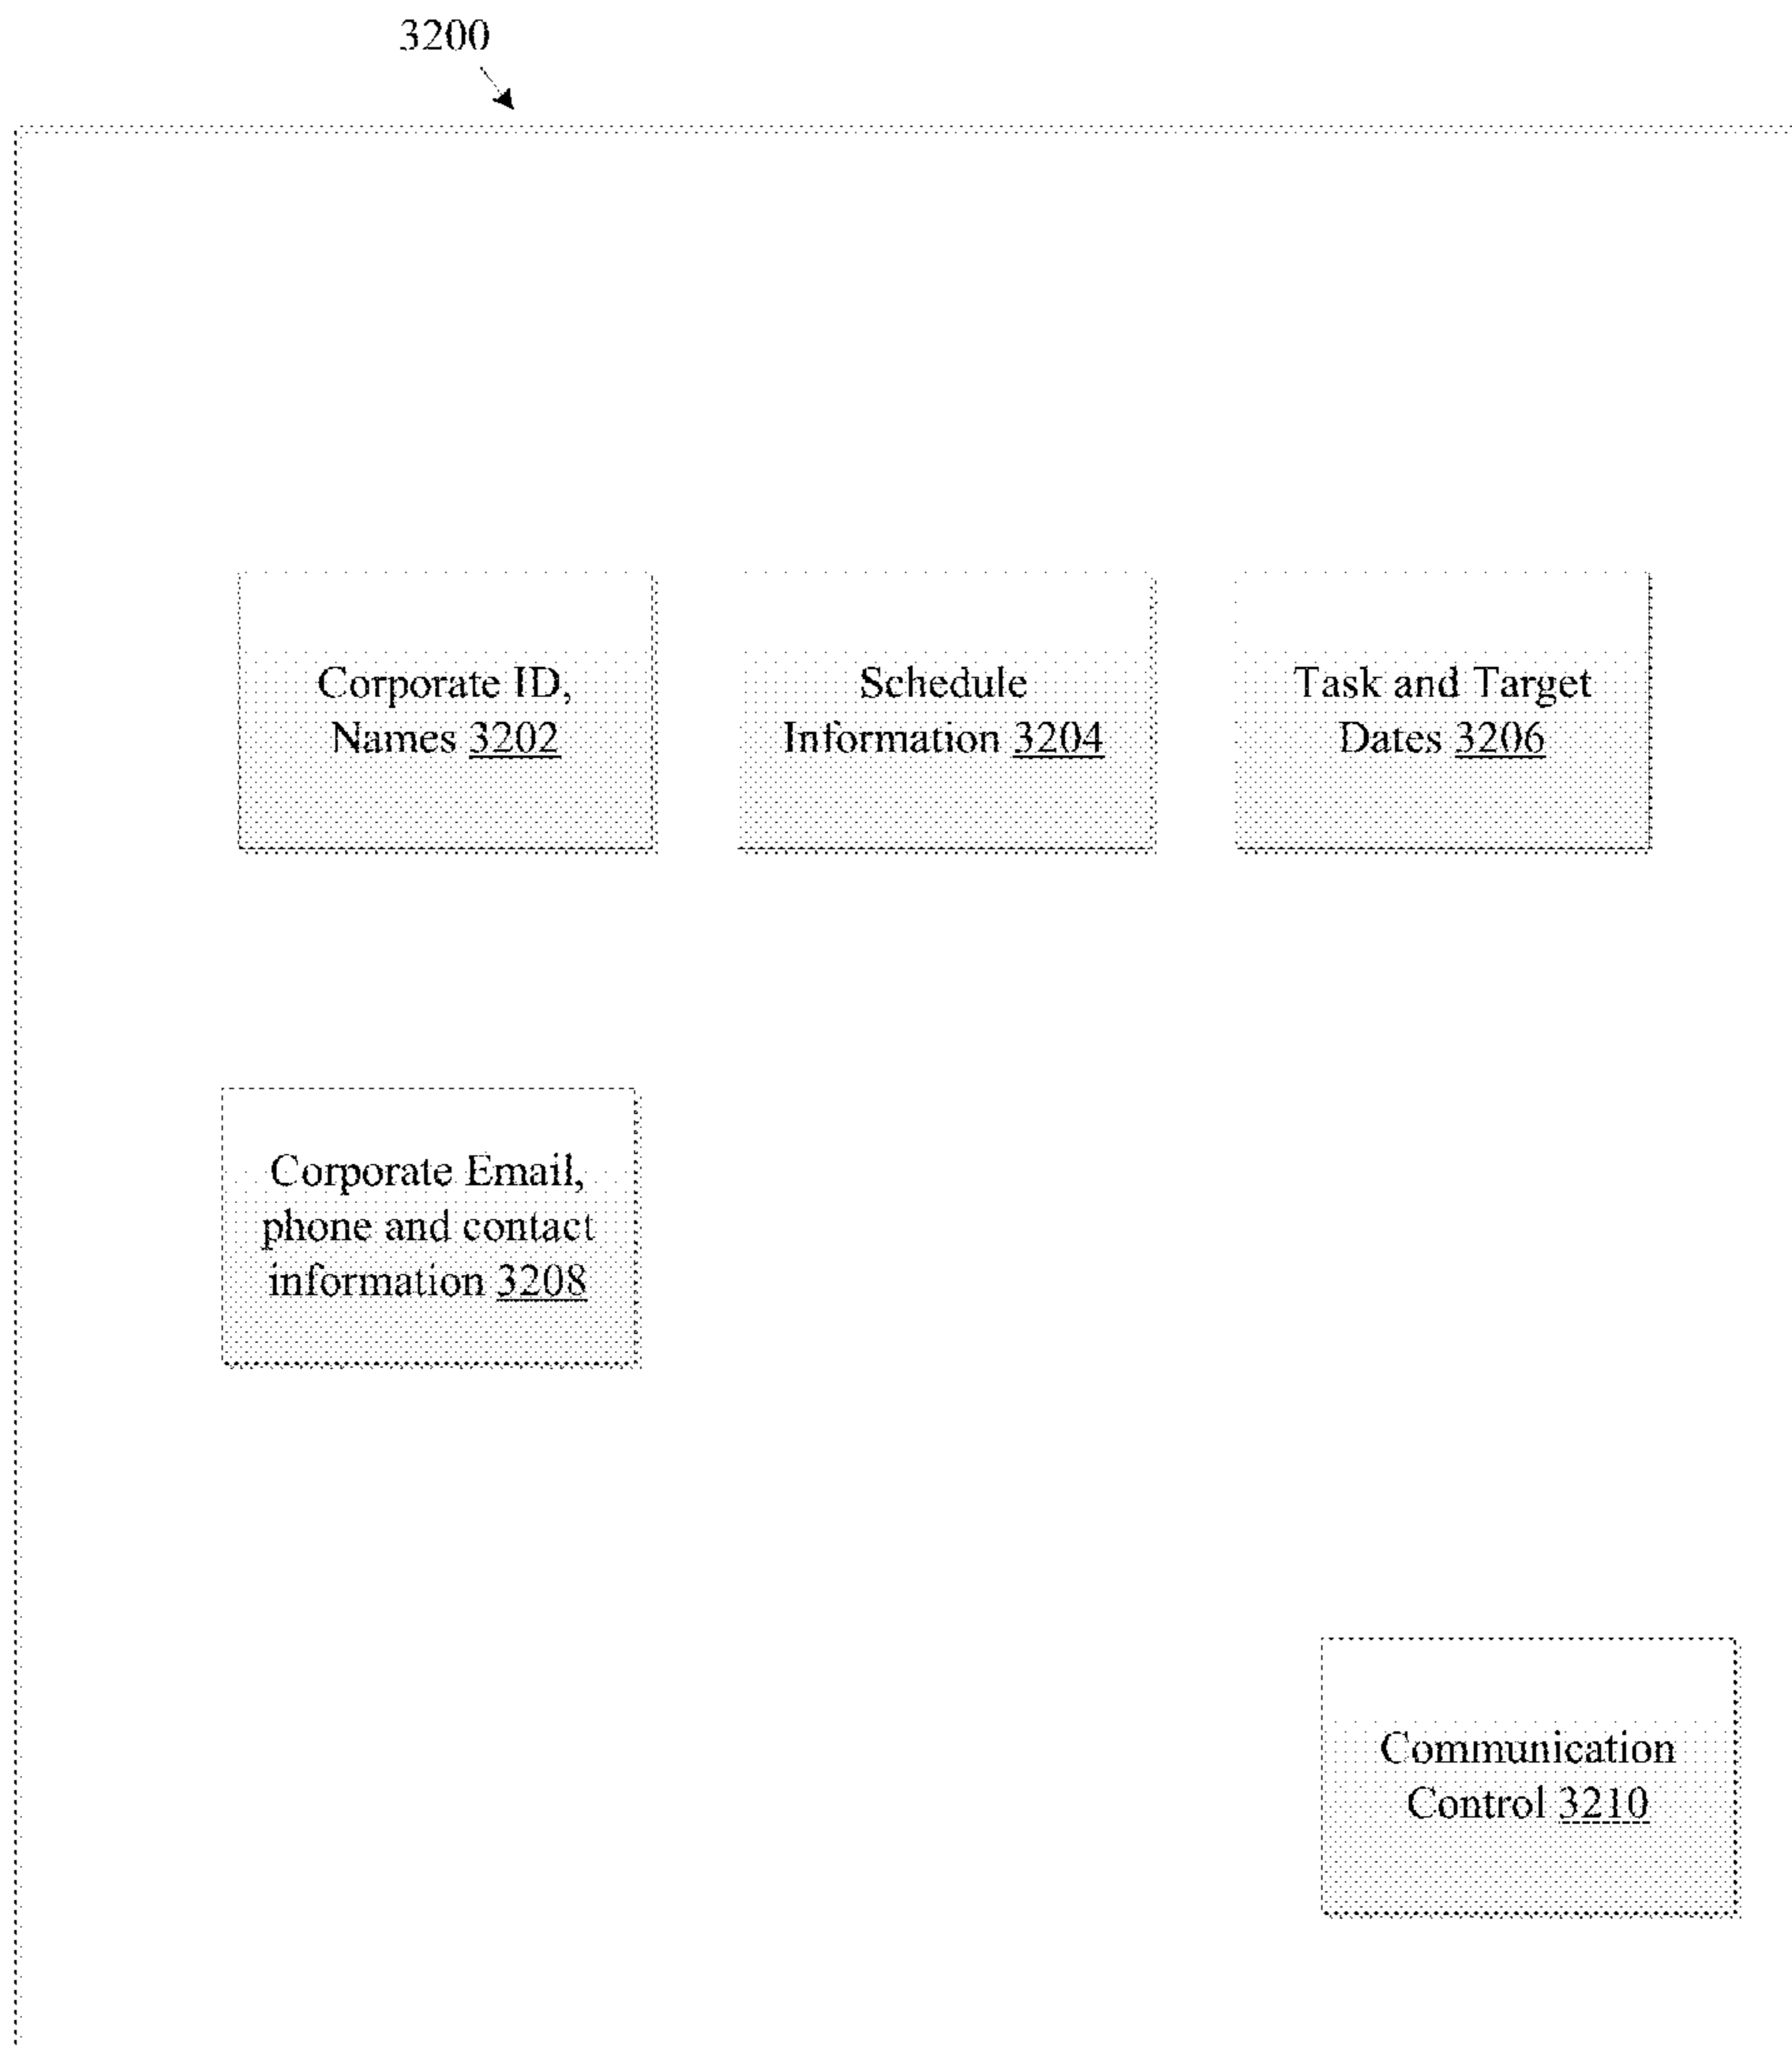 3200
Corporate ID,
Names 3202
Schedule
Information 3204
Task and Target
Dates 3206
Corporate Email,
phone and contact
information 3208
Communication
Control 3210